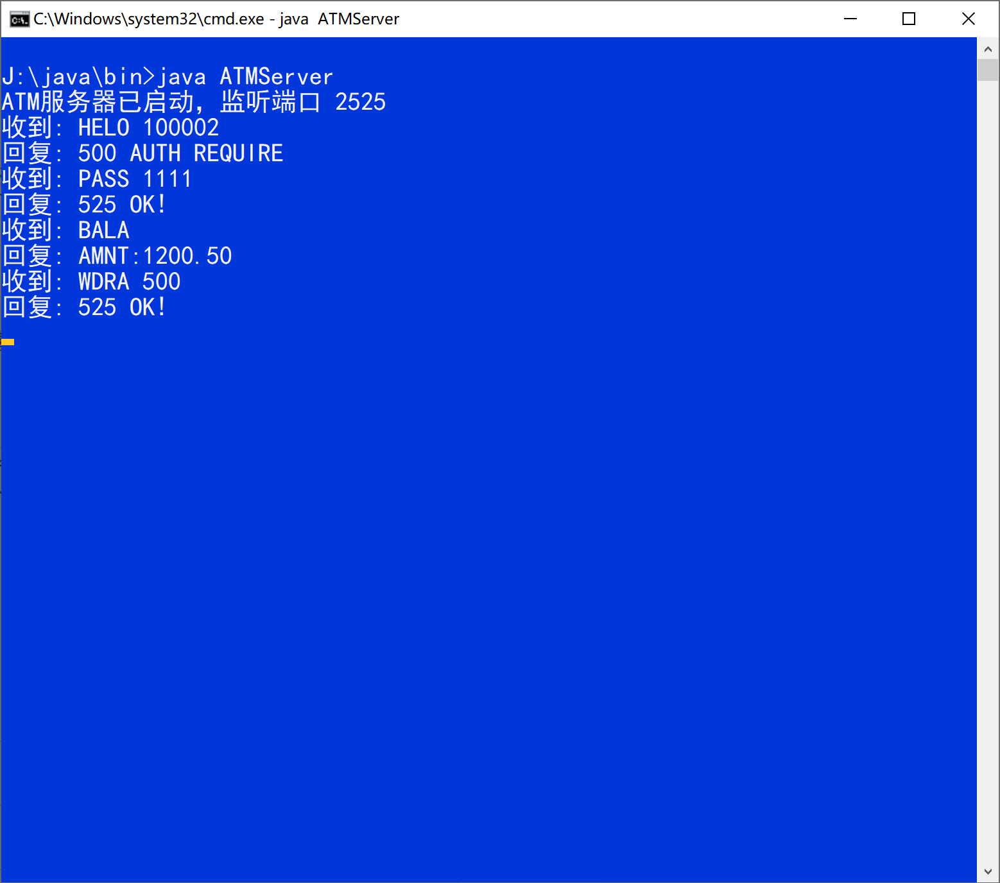 C:\Windows\system32\cmd.exe - java  ATMServer
J:\java\bin>java ATMServer
ATM服务器已启动，监听端口 2525
收到: HELO 100002
回复: 500 AUTH REQUIRE
收到: PASS 1111
回复: 525 OK!
收到: BALA
回复: AMNT:1200.50
收到: WDRA 500
回复: 525 OK!